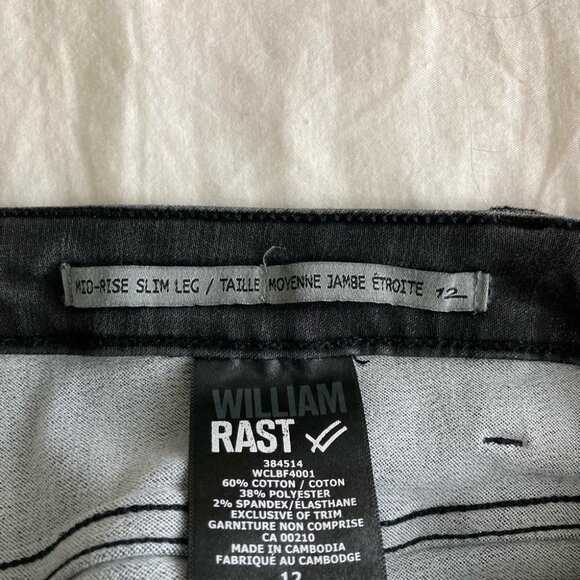 MID-RISE SLIM LEG / TAILLE MOYENNE JAMBE ÉTROITE 12
WILLIAM
RAST
384514
WCLBF4001
60% COTTON / COTON
38% POLYESTER
2% SPANDEX/ÉLASTHANE
EXCLUSIVE OF TRIM
GARNITURE NON COMPRISE
CA 00210
MADE IN CAMBODIA
FABRIQUÉ AU CAMBODGE
12